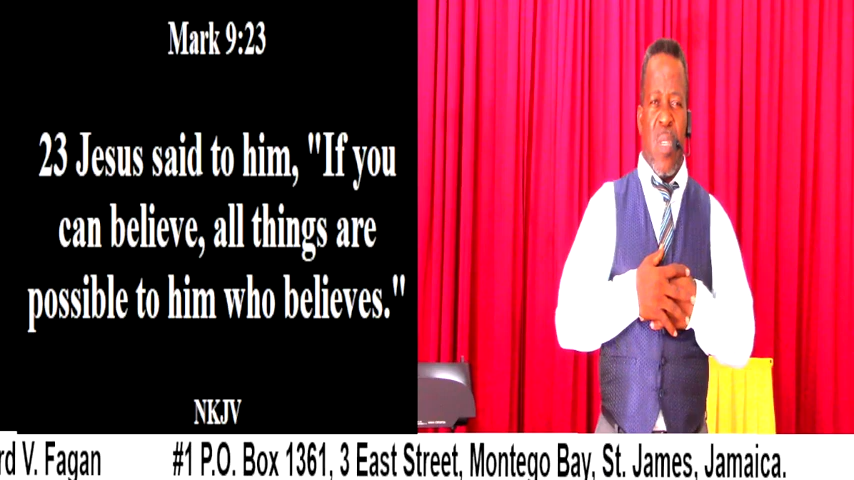 Mark 9:23
23 Jesus said to him, "If you
can believe, all things are
possible to him who believes."
NKJV
rd V. Fagan #1 P.O. Box 1361, 3 East Street, Montego Bay, St. James, Jamaica.